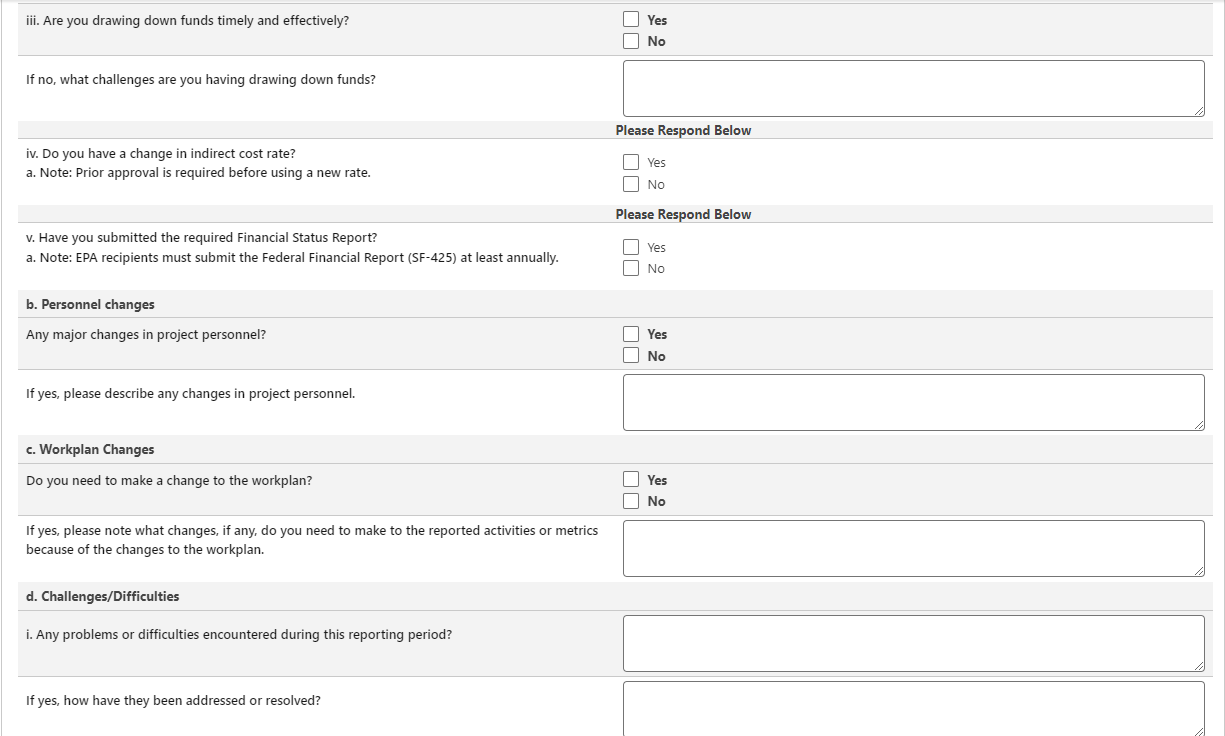 iii. Are you drawing down funds timely and effectively?
Yes
No
If no, what challenges are you having drawing down funds?
Please Respond Below
iv. Do you have a change in indirect cost rate?
a. Note: Prior approval is required before using a new rate.
Yes
No
Please Respond Below
v. Have you submitted the required Financial Status Report?
a. Note: EPA recipients must submit the Federal Financial Report (SF-425) at least annually.
Yes
No
b. Personnel changes
Any major changes in project personnel?
Yes
No
If yes, please describe any changes in project personnel.
c. Workplan Changes
Do you need to make a change to the workplan?
Yes
No
If yes, please note what changes, if any, do you need to make to the reported activities or metrics
because of the changes to the workplan.
d. Challenges/Difficulties
i. Any problems or difficulties encountered during this reporting period?
If yes, how have they been addressed or resolved?